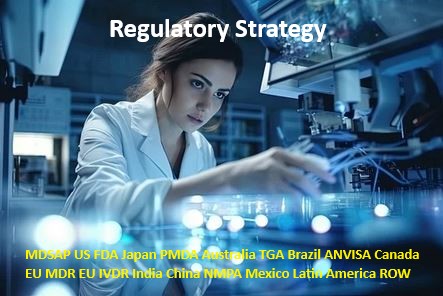 Regulatory Strategy
MDSAP US FDA Japan PMDA Australia TGA Brazil ANVISA Canada
EU MDR EU IVDR India China NMPA Mexico Latin America ROW